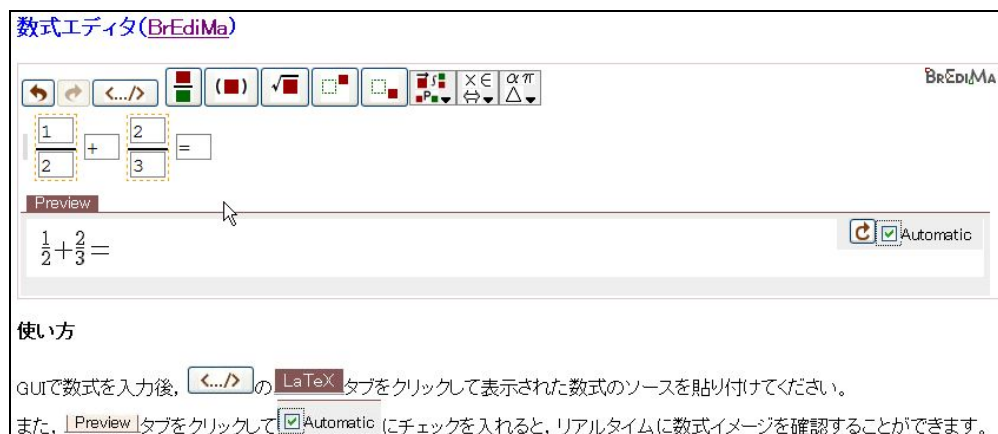 数式エディタ(BrEdiMa)
<.../> (■) √■ X ∈ α π
BREDIMA
■P■ ⇔ △
1 2
+ =
2 3
Preview
1/2+2/3= Automatic
使い方
GUIで数式を入力後, <.../> の LaTeX タブをクリックして表示された数式のソースを貼り付けてください。
また, Preview タブをクリックして Automatic にチェックを入れると, リアルタイムに数式イメージを確認することができます。